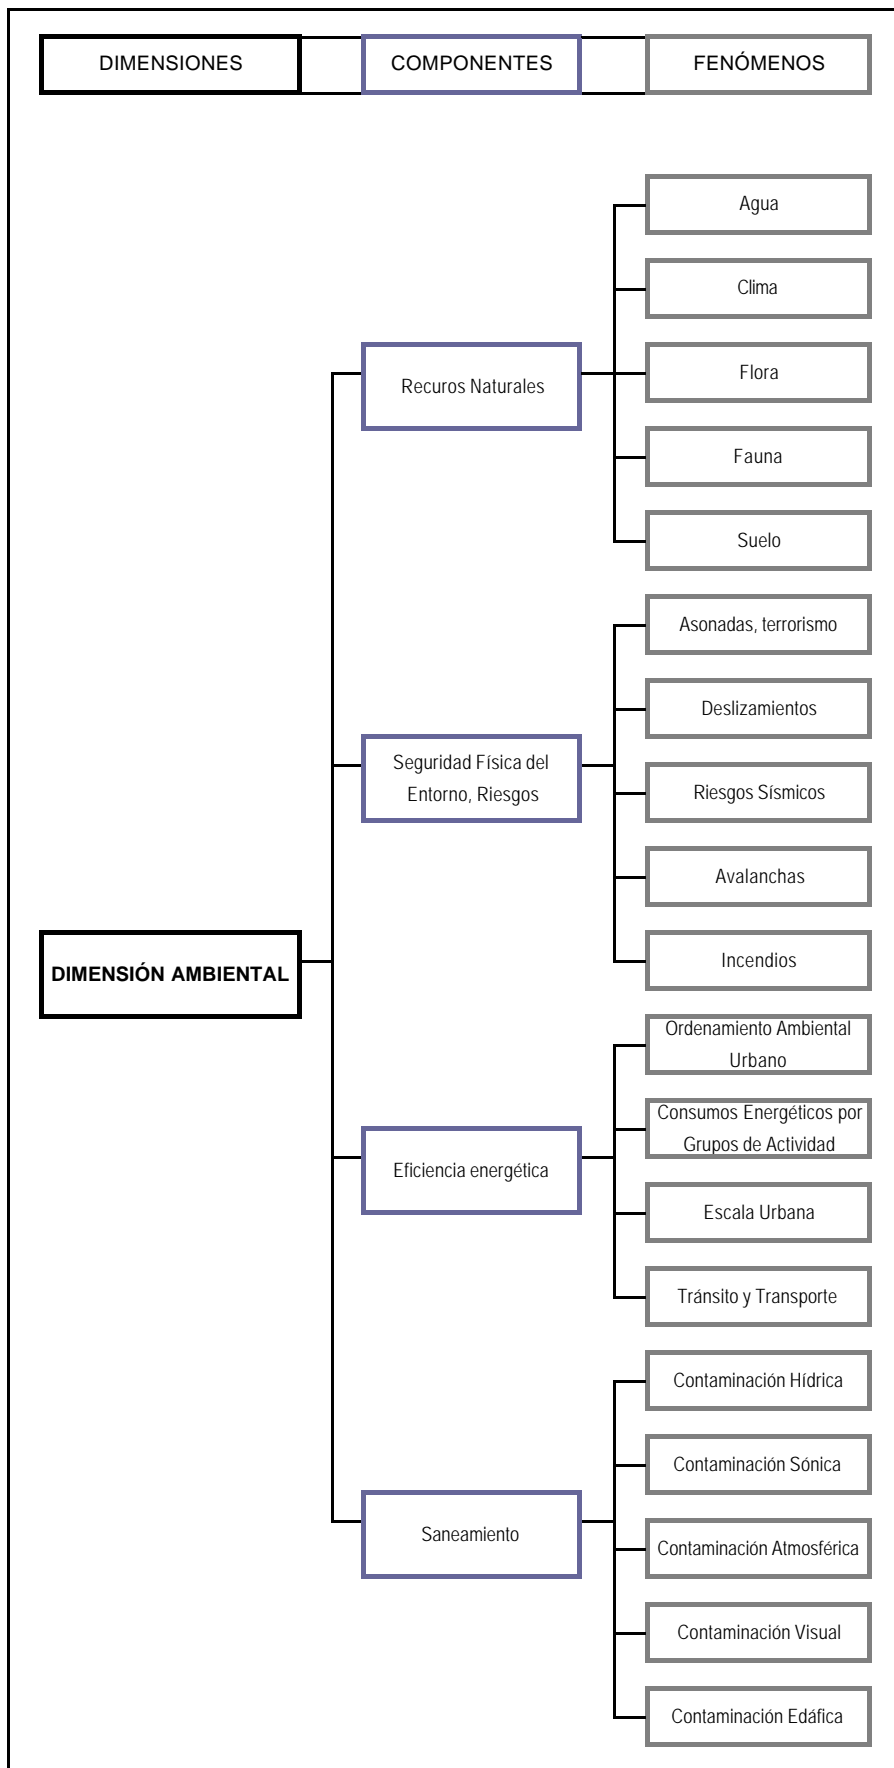 DIMENSIONES
COMPONENTES
FENÓMENOS
Agua
Clima
Recuros Naturales
Flora
Fauna
Suelo
Asonadas, terrorismo
Deslizamientos
Seguridad Física del
Entorno, Riesgos
Riesgos Sísmicos
Avalanchas
DIMENSIÓN AMBIENTAL
Incendios
Ordenamiento Ambiental
Urbano
Consumos Energéticos por
Grupos de Actividad
Eficiencia energética
Escala Urbana
Tránsito y Transporte
Contaminación Hídrica
Contaminación Sónica
Saneamiento
Contaminación Atmosférica
Contaminación Visual
Contaminación Edáfica